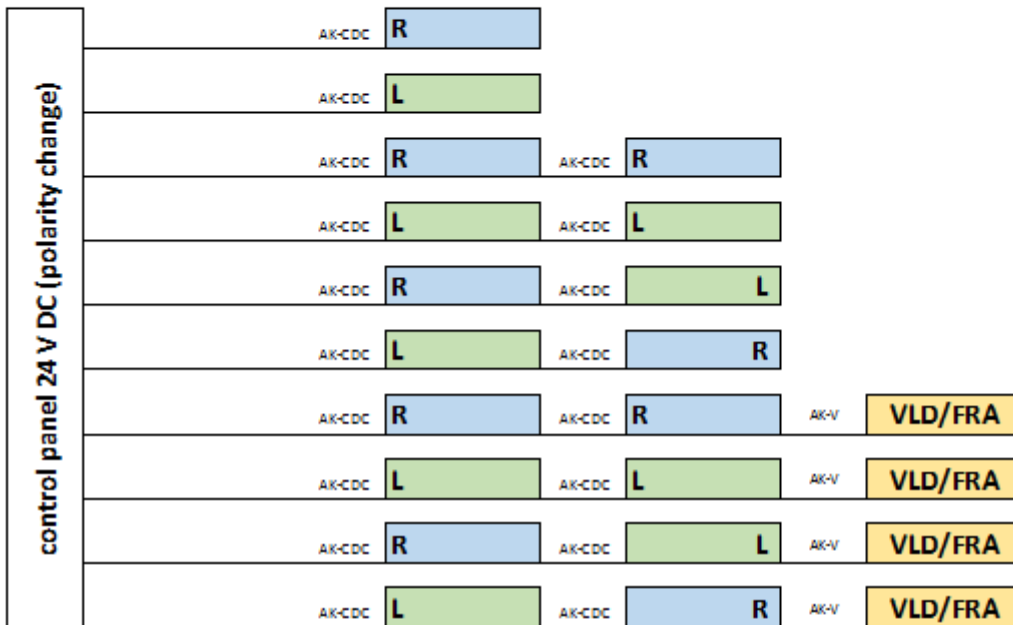 control panel 24 V DC (polarity change)
AK-CDC R
AK-CDC L
AK-CDC R AK-CDC R
AK-CDC L AK-CDC L
AK-CDC R AK-CDC L
AK-CDC L AK-CDC R
AK-CDC R AK-CDC R AK-V VLD/FRA
AK-CDC L AK-CDC L AK-V VLD/FRA
AK-CDC R AK-CDC L AK-V VLD/FRA
AK-CDC L AK-CDC R AK-V VLD/FRA